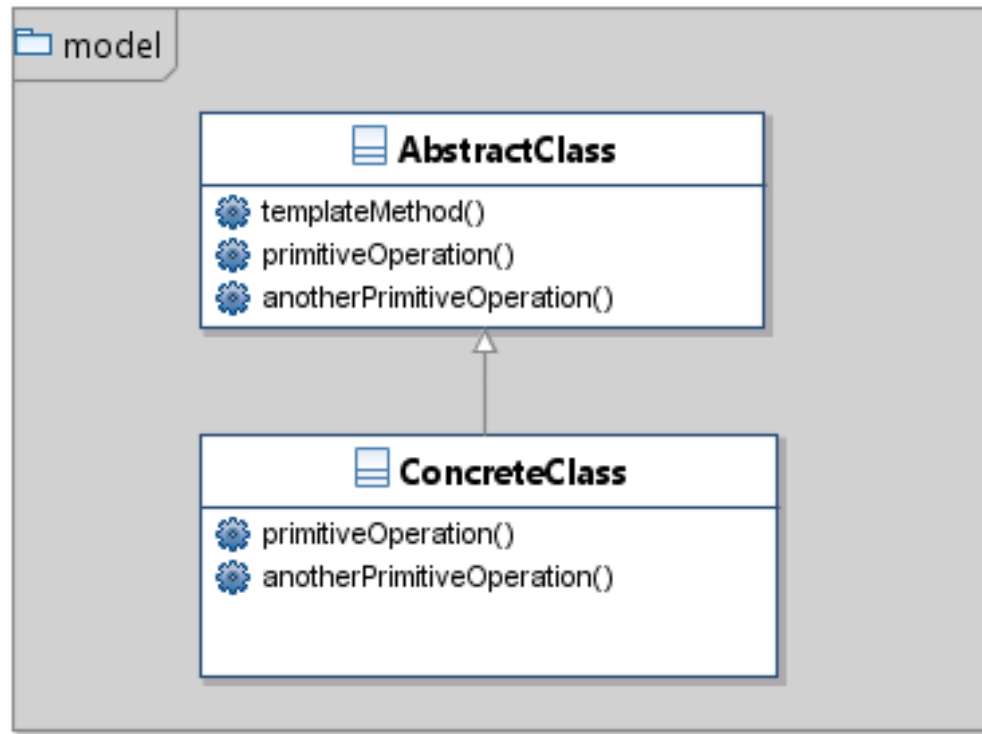 model
AbstractClass
templateMethod()
primitiveOperation()
anotherPrimitiveOperation()
ConcreteClass
primitiveOperation()
anotherPrimitiveOperation()